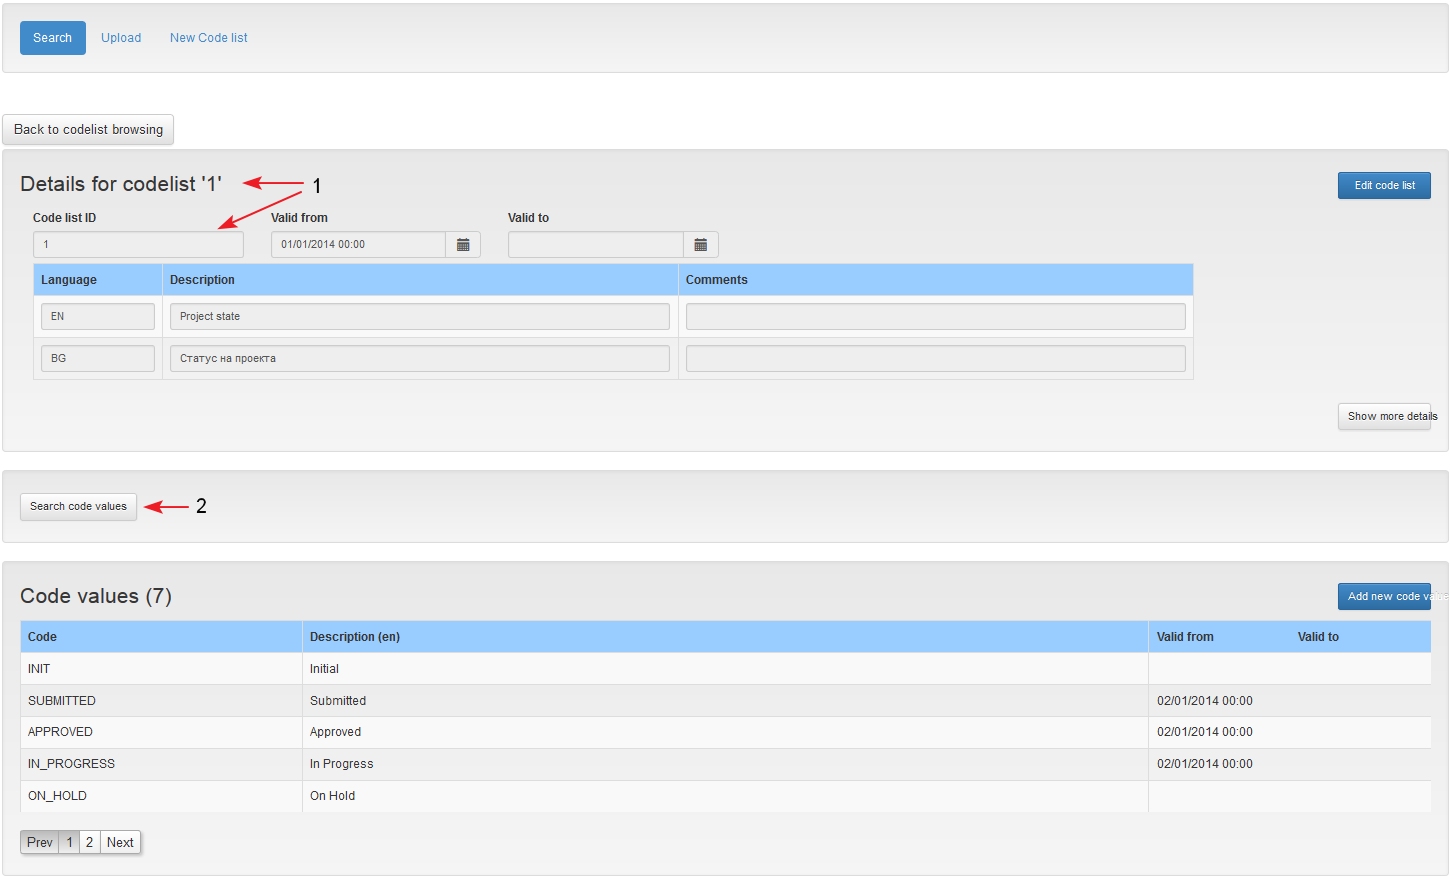 Search Upload New Code list
Back to codelist browsing
Details for codelist '1' 1 Edit code list
Code list ID Valid from Valid to
1 01/01/2014 00:00
Language Description Comments
EN Project state
BG Статус на проекта
Show more details
Search code values 2
Code values (7) Add new code value
Code Description (en) Valid from Valid to
INIT Initial
SUBMITTED Submitted 02/01/2014 00:00
APPROVED Approved 02/01/2014 00:00
IN_PROGRESS In Progress 02/01/2014 00:00
ON_HOLD On Hold
Prev 1 2 Next